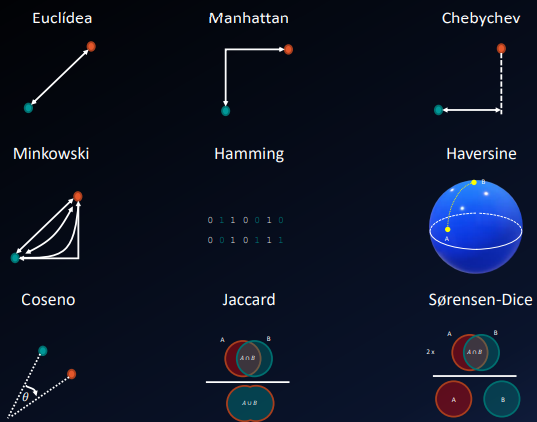 Euclídea
Manhattan
Chebychev
Minkowski
Hamming
Haversine
0 1 1 0 0 1 0
0 0 1 0 1 1 1
B
A
Coseno
Jaccard
Sørensen-Dice
θ
A B
A ∩ B
A ∪ B
A B
2 x
A ∩ B
A B